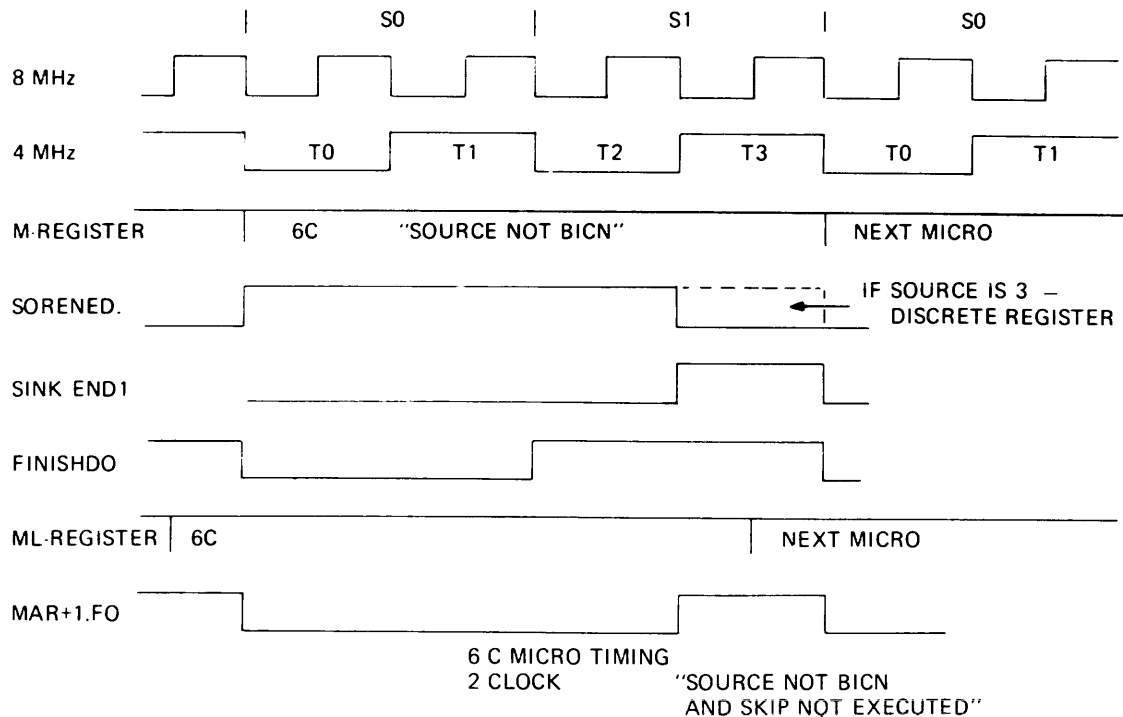 | S0 | S1 | S0
8 MHz
4 MHz T0 T1 T2 T3 T0 T1
M-REGISTER 6C "SOURCE NOT BICN" NEXT MICRO
SORENED. IF SOURCE IS 3 –
DISCRETE REGISTER
SINK END1
FINISHDO
ML-REGISTER 6C NEXT MICRO
MAR+1.FO
6 C MICRO TIMING
2 CLOCK "SOURCE NOT BICN
AND SKIP NOT EXECUTED"